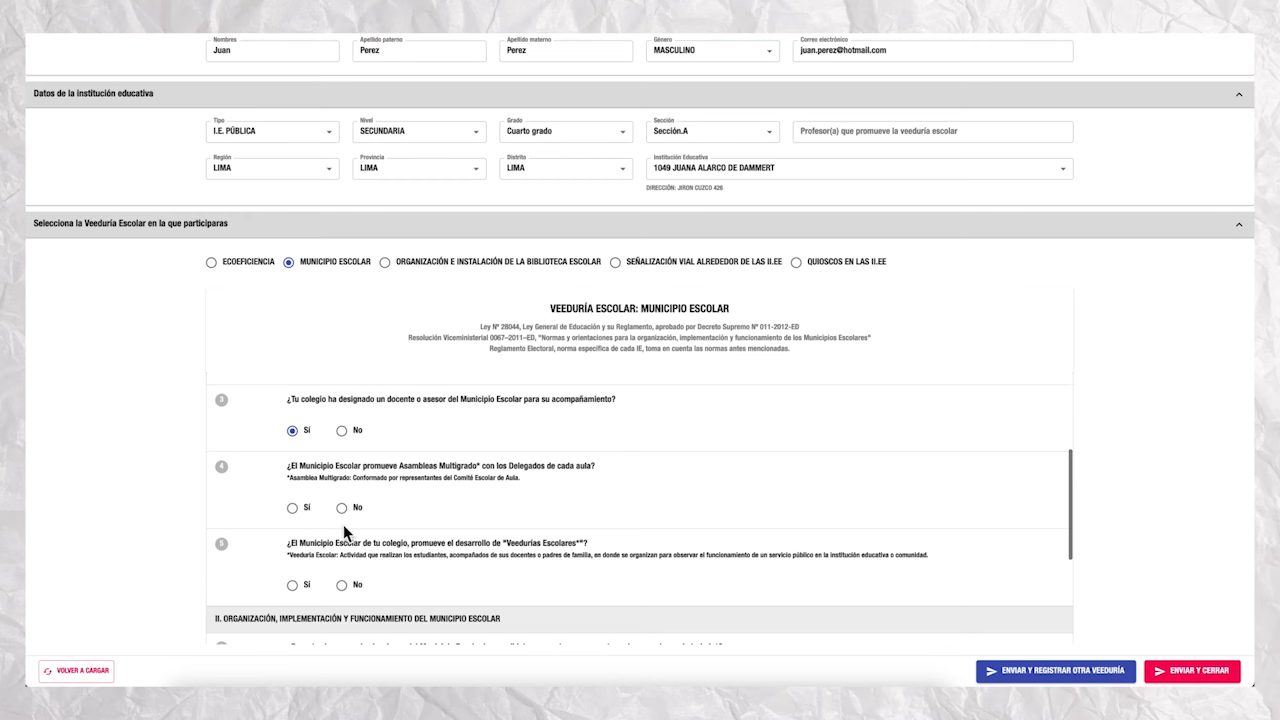 Nombres
Juan
Apellido paterno
Perez
Apellido materno
Perez
Género
MASCULINO
Correo electrónico
juan.perez@hotmail.com
Datos de la institución educativa
Tipo
I.E. PÚBLICA
Nivel
SECUNDARIA
Grado
Cuarto grado
Sección
Sección.A
Profesor(a) que promueve la veeduría escolar
Región
LIMA
Provincia
LIMA
Distrito
LIMA
Institución Educativa
1049 JUANA ALARCO DE DAMMERT
DIRECCIÓN: JIRON CUZCO 426
Selecciona la Veeduría Escolar en la que participaras
ECOEFICIENCIA MUNICIPIO ESCOLAR ORGANIZACIÓN E INSTALACIÓN DE LA BIBLIOTECA ESCOLAR SEÑALIZACIÓN VIAL ALREDEDOR DE LAS II.EE QUIOSCOS EN LAS II.EE
VEEDURÍA ESCOLAR: MUNICIPIO ESCOLAR
Ley Nº 28044, Ley General de Educación y su Reglamento, aprobado por Decreto Supremo Nº 011-2012-ED
Resolución Viceministerial 0067–2011–ED, "Normas y orientaciones para la organización, implementación y funcionamiento de los Municipios Escolares"
Reglamento Electoral, norma específica de cada IE, toma en cuenta las normas antes mencionadas.
3 ¿Tu colegio ha designado un docente o asesor del Municipio Escolar para su acompañamiento?
Sí No
4 ¿El Municipio Escolar promueve Asambleas Multigrado* con los Delegados de cada aula?
*Asamblea Multigrado: Conformado por representantes del Comité Escolar de Aula.
Sí No
5 ¿El Municipio Escolar de tu colegio, promueve el desarrollo de "Veedurías Escolares*"?
*Veeduría Escolar: Actividad que realizan los estudiantes, acompañados de sus docentes o padres de familia, en donde se organizan para observar el funcionamiento de un servicio público en la institución educativa o comunidad.
Sí No
II. ORGANIZACIÓN, IMPLEMENTACIÓN Y FUNCIONAMIENTO DEL MUNICIPIO ESCOLAR
VOLVER A CARGAR
ENVIAR Y REGISTRAR OTRA VEEDURÍA
ENVIAR Y CERRAR